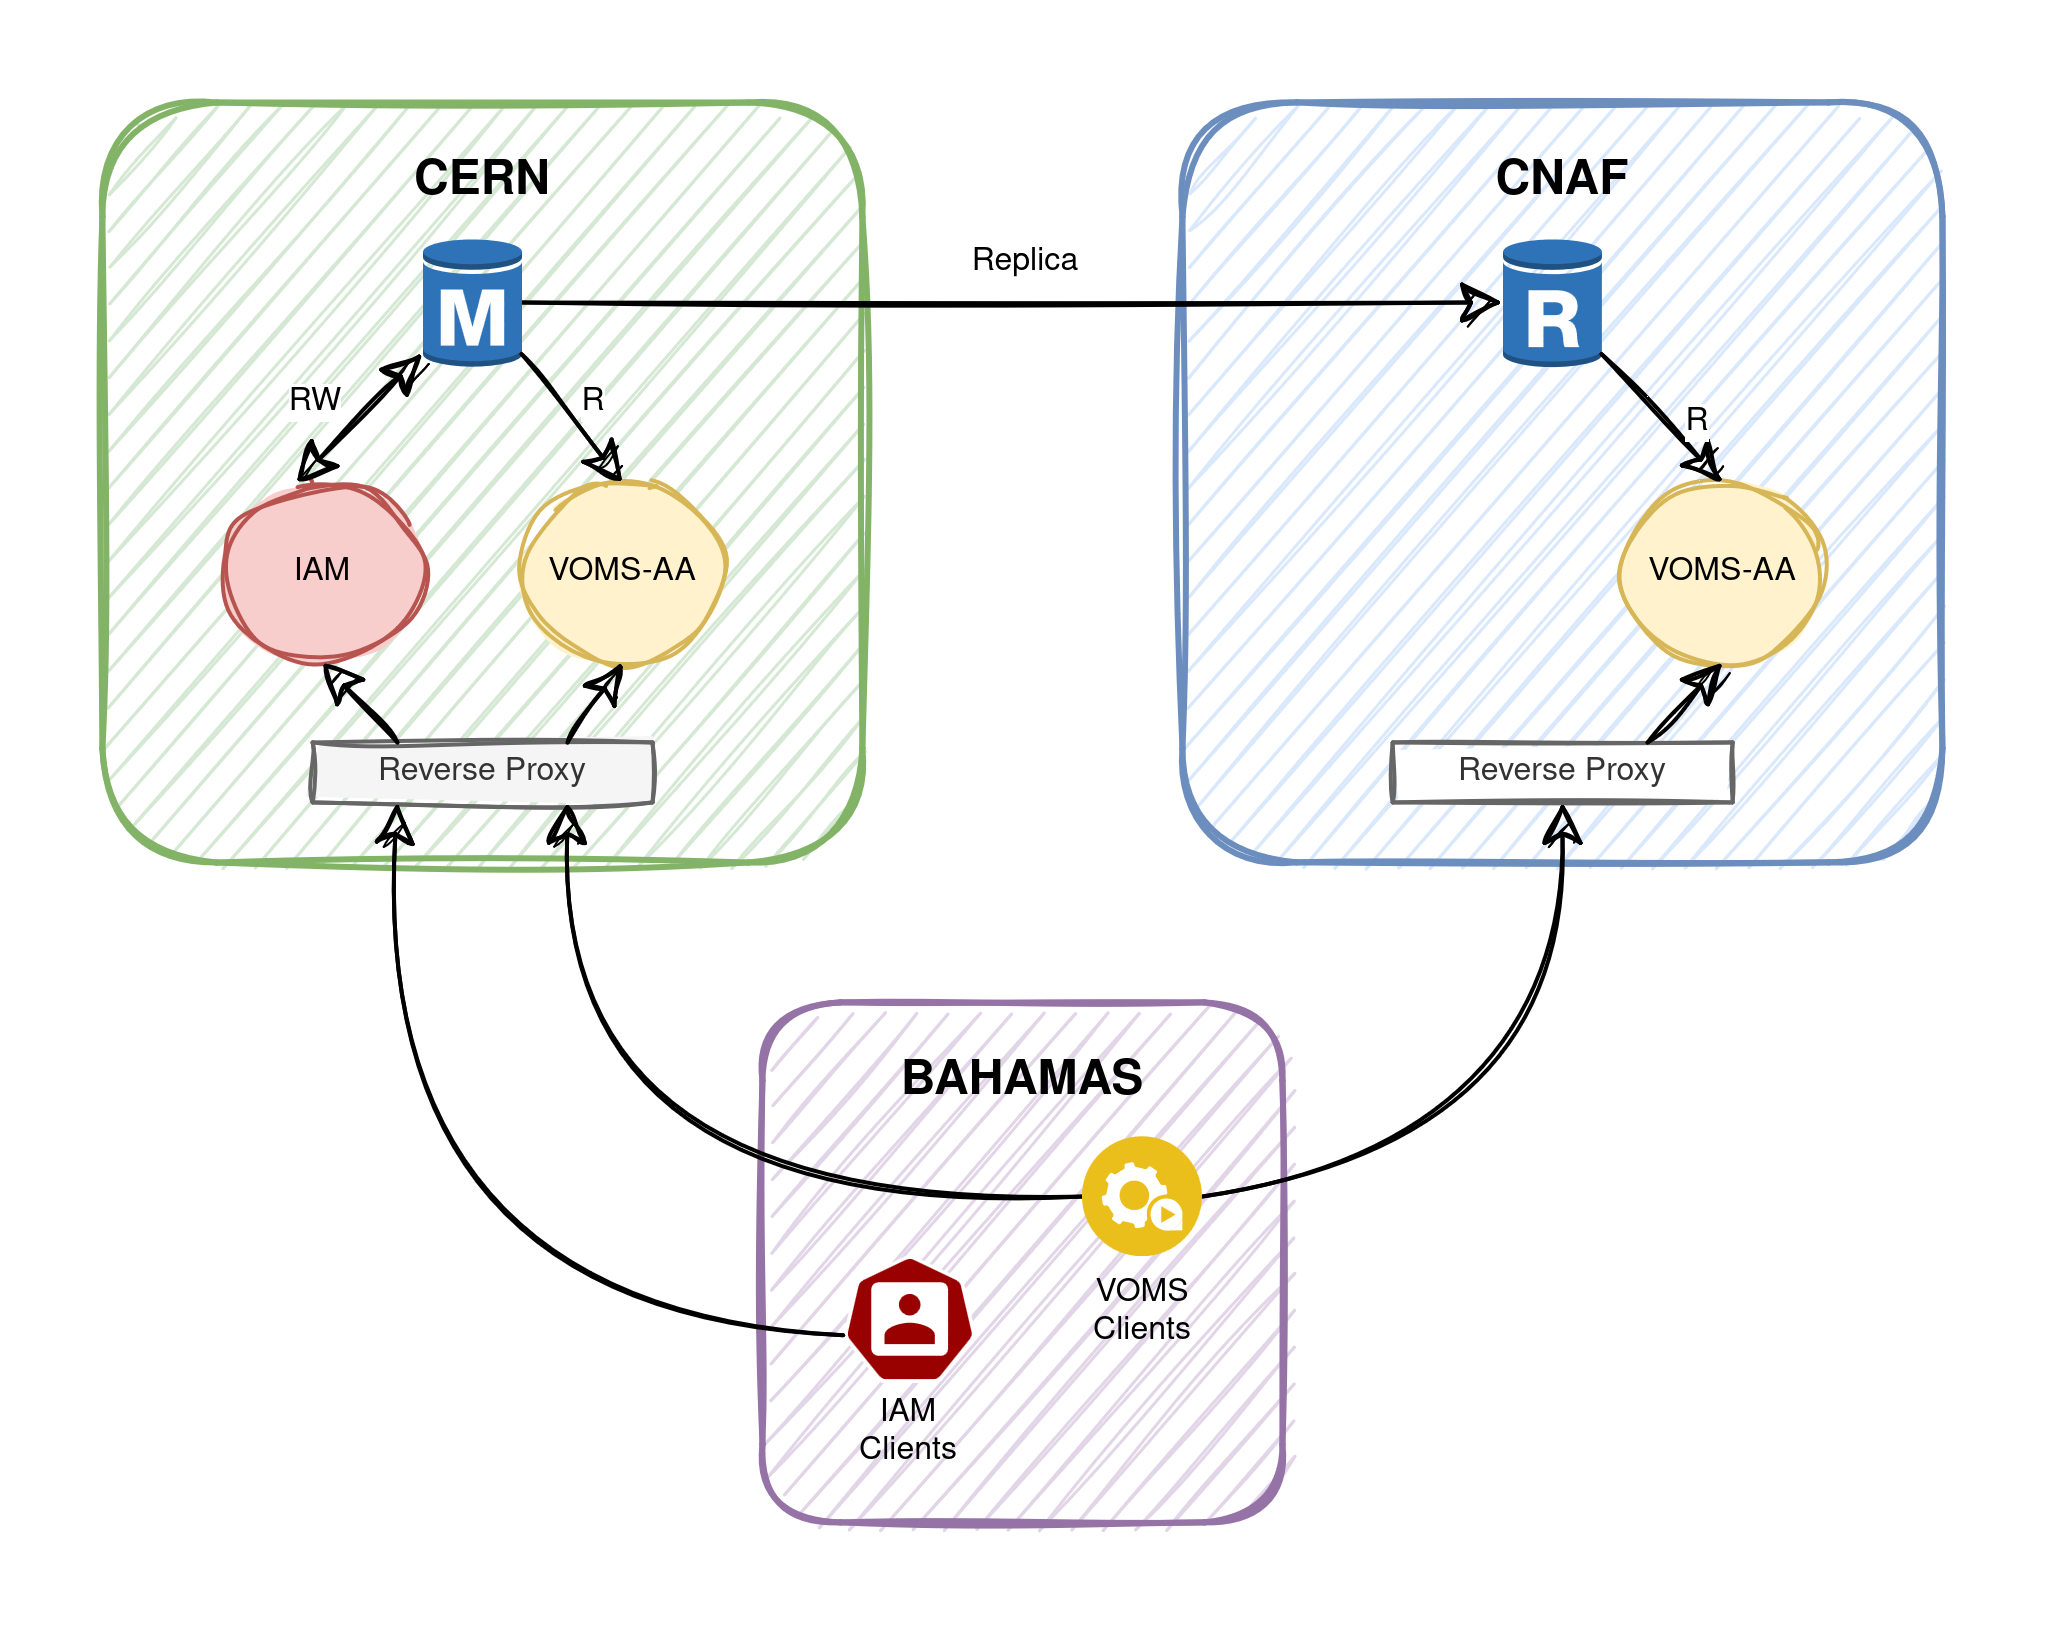 CERN
CNAF
Replica
M
R
RW
R
R
IAM
VOMS-AA
VOMS-AA
Reverse Proxy
Reverse Proxy
BAHAMAS
VOMS
Clients
IAM
Clients